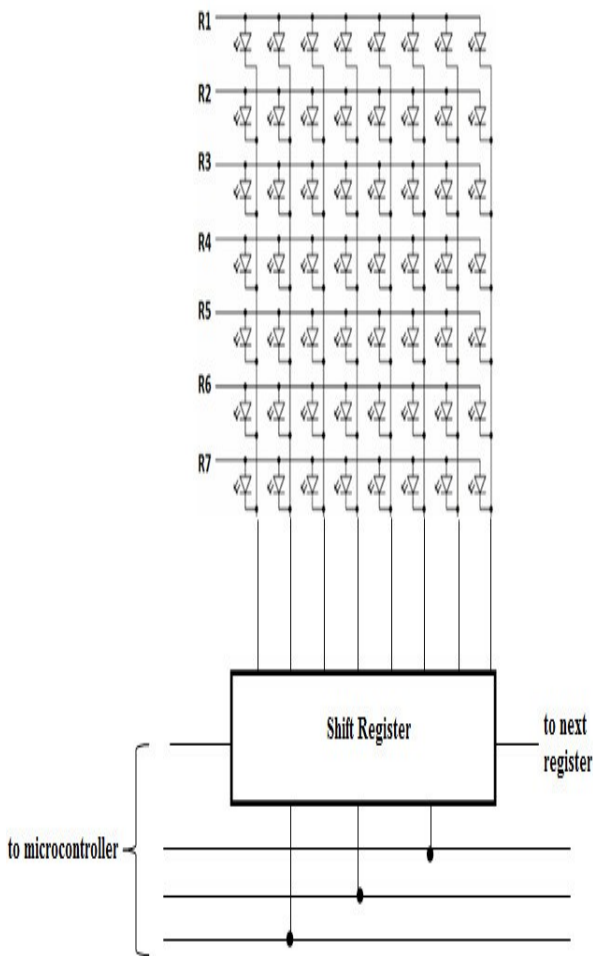 R1
R2
R3
R4
R5
R6
R7
Shift Register
to next
register
to microcontroller